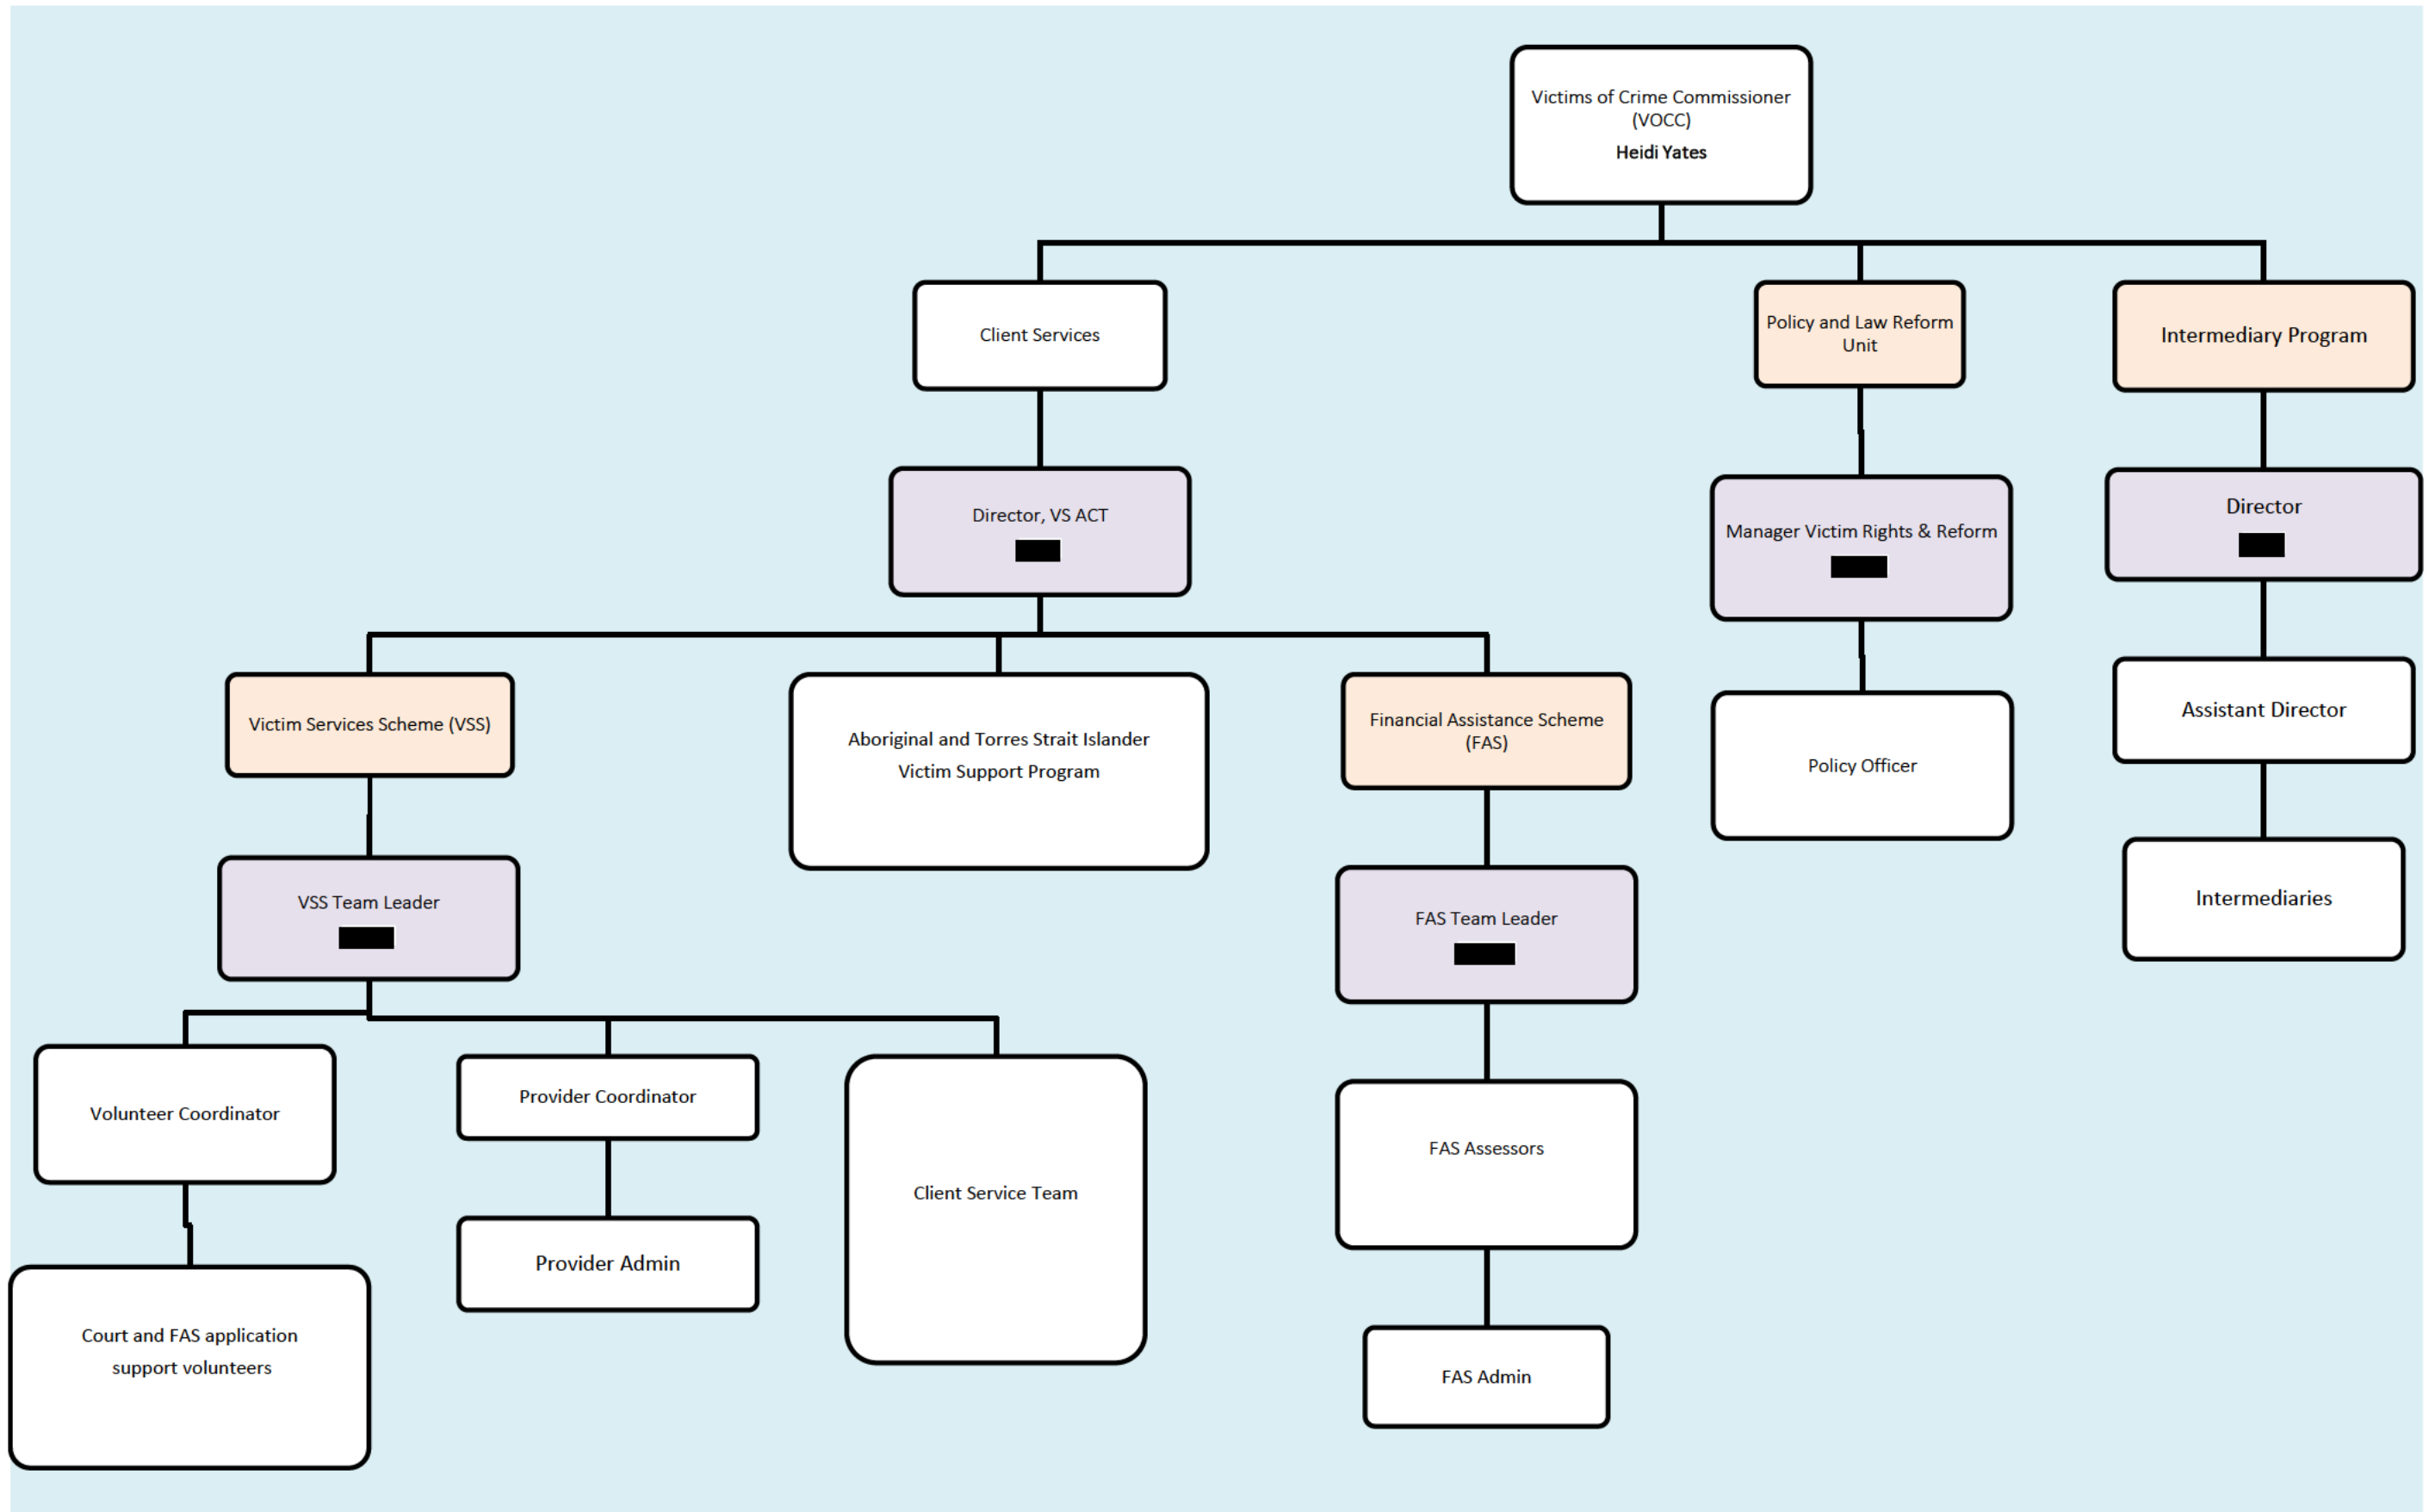 Victims of Crime Commissioner
(VOCC)
Heidi Yates
Client Services
Policy and Law Reform
Unit
Intermediary Program
Director, VS ACT
Manager Victim Rights & Reform
Director
Victim Services Scheme (VSS)
Aboriginal and Torres Strait Islander
Victim Support Program
Financial Assistance Scheme
(FAS)
Policy Officer
Assistant Director
VSS Team Leader
FAS Team Leader
Intermediaries
Volunteer Coordinator
Provider Coordinator
Client Service Team
FAS Assessors
Provider Admin
Court and FAS application
support volunteers
FAS Admin